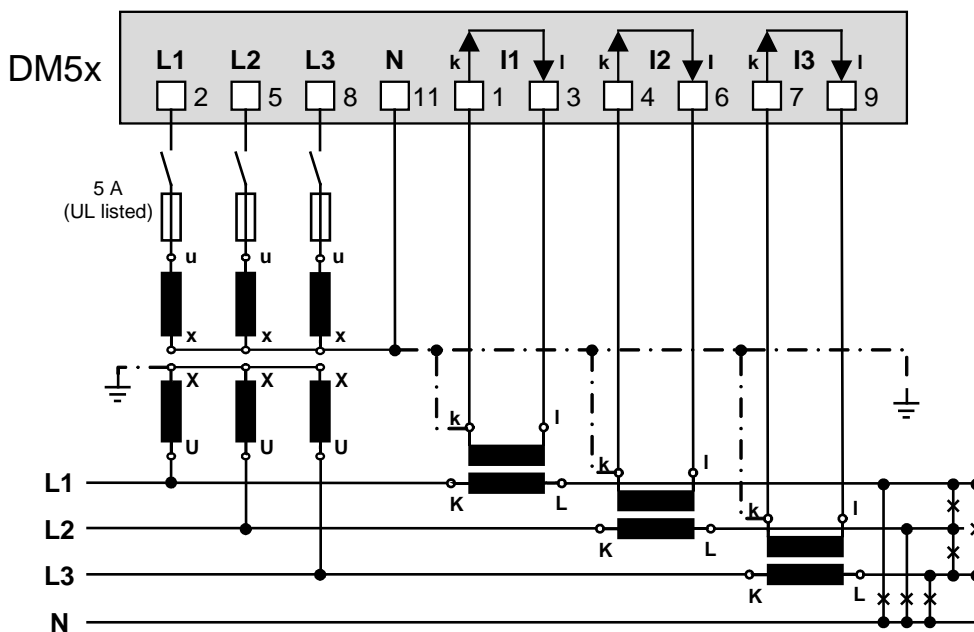 L1 L2 L3 N k I1 l k I2 l k I3 l
DM5x
2 5 8 11 1 3 4 6 7 9
5 A
(UL listed)
u u u
x x x
X X X
k l
U U U
k l
L1
K L
k l
L2
K L
L3
K L
N